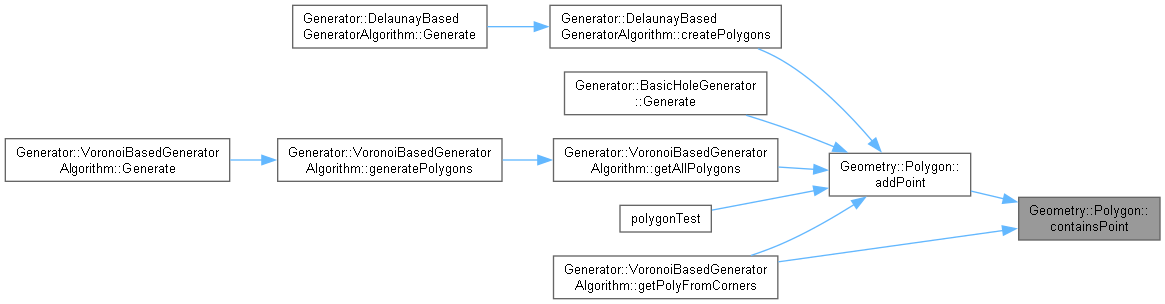 Generator::DelaunayBased
GeneratorAlgorithm::Generate
Generator::DelaunayBased
GeneratorAlgorithm::createPolygons
Generator::BasicHoleGenerator
::Generate
Generator::VoronoiBasedGenerator
Algorithm::Generate
Generator::VoronoiBasedGenerator
Algorithm::generatePolygons
Generator::VoronoiBasedGenerator
Algorithm::getAllPolygons
Geometry::Polygon::
addPoint
Geometry::Polygon::
containsPoint
polygonTest
Generator::VoronoiBasedGenerator
Algorithm::getPolyFromCorners